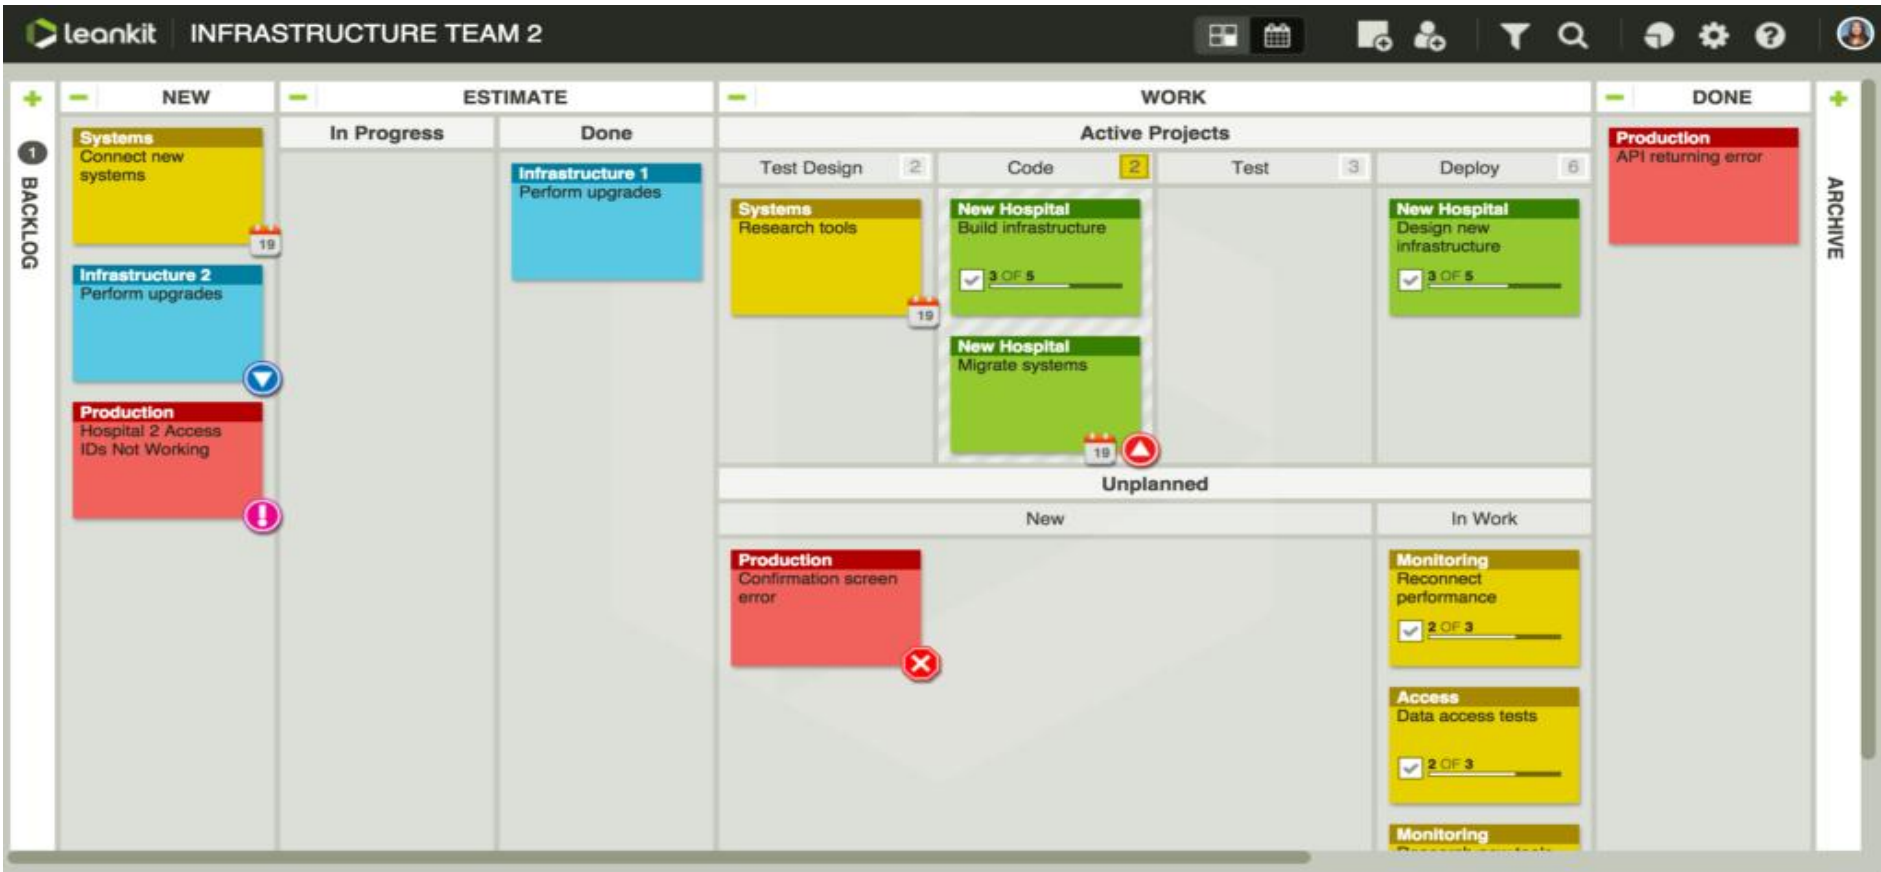 leankit INFRASTRUCTURE TEAM 2
1 BACKLOG
NEW
Systems
Connect new
systems
19
Infrastructure 2
Perform upgrades
Production
Hospital 2 Access
IDs Not Working
ESTIMATE
In Progress
Done
Infrastructure 1
Perform upgrades
WORK
Active Projects
Test Design 2
Systems
Research tools
19
Code 2
New Hospital
Build infrastructure
3 OF 5
New Hospital
Migrate systems
19
Test 3
Deploy 6
New Hospital
Design new
infrastructure
3 OF 5
Unplanned
New
Production
Confirmation screen
error
In Work
Monitoring
Reconnect
performance
2 OF 3
Access
Data access tests
2 OF 3
Monitoring
DONE
Production
API returning error
ARCHIVE